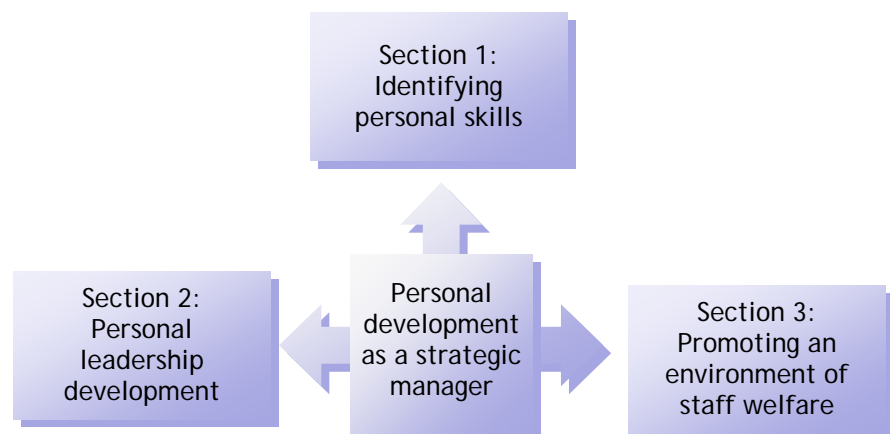 Section 1:
Identifying
personal skills
Section 2:
Personal
leadership
development
Personal
development
as a strategic
manager
Section 3:
Promoting an
environment of
staff welfare